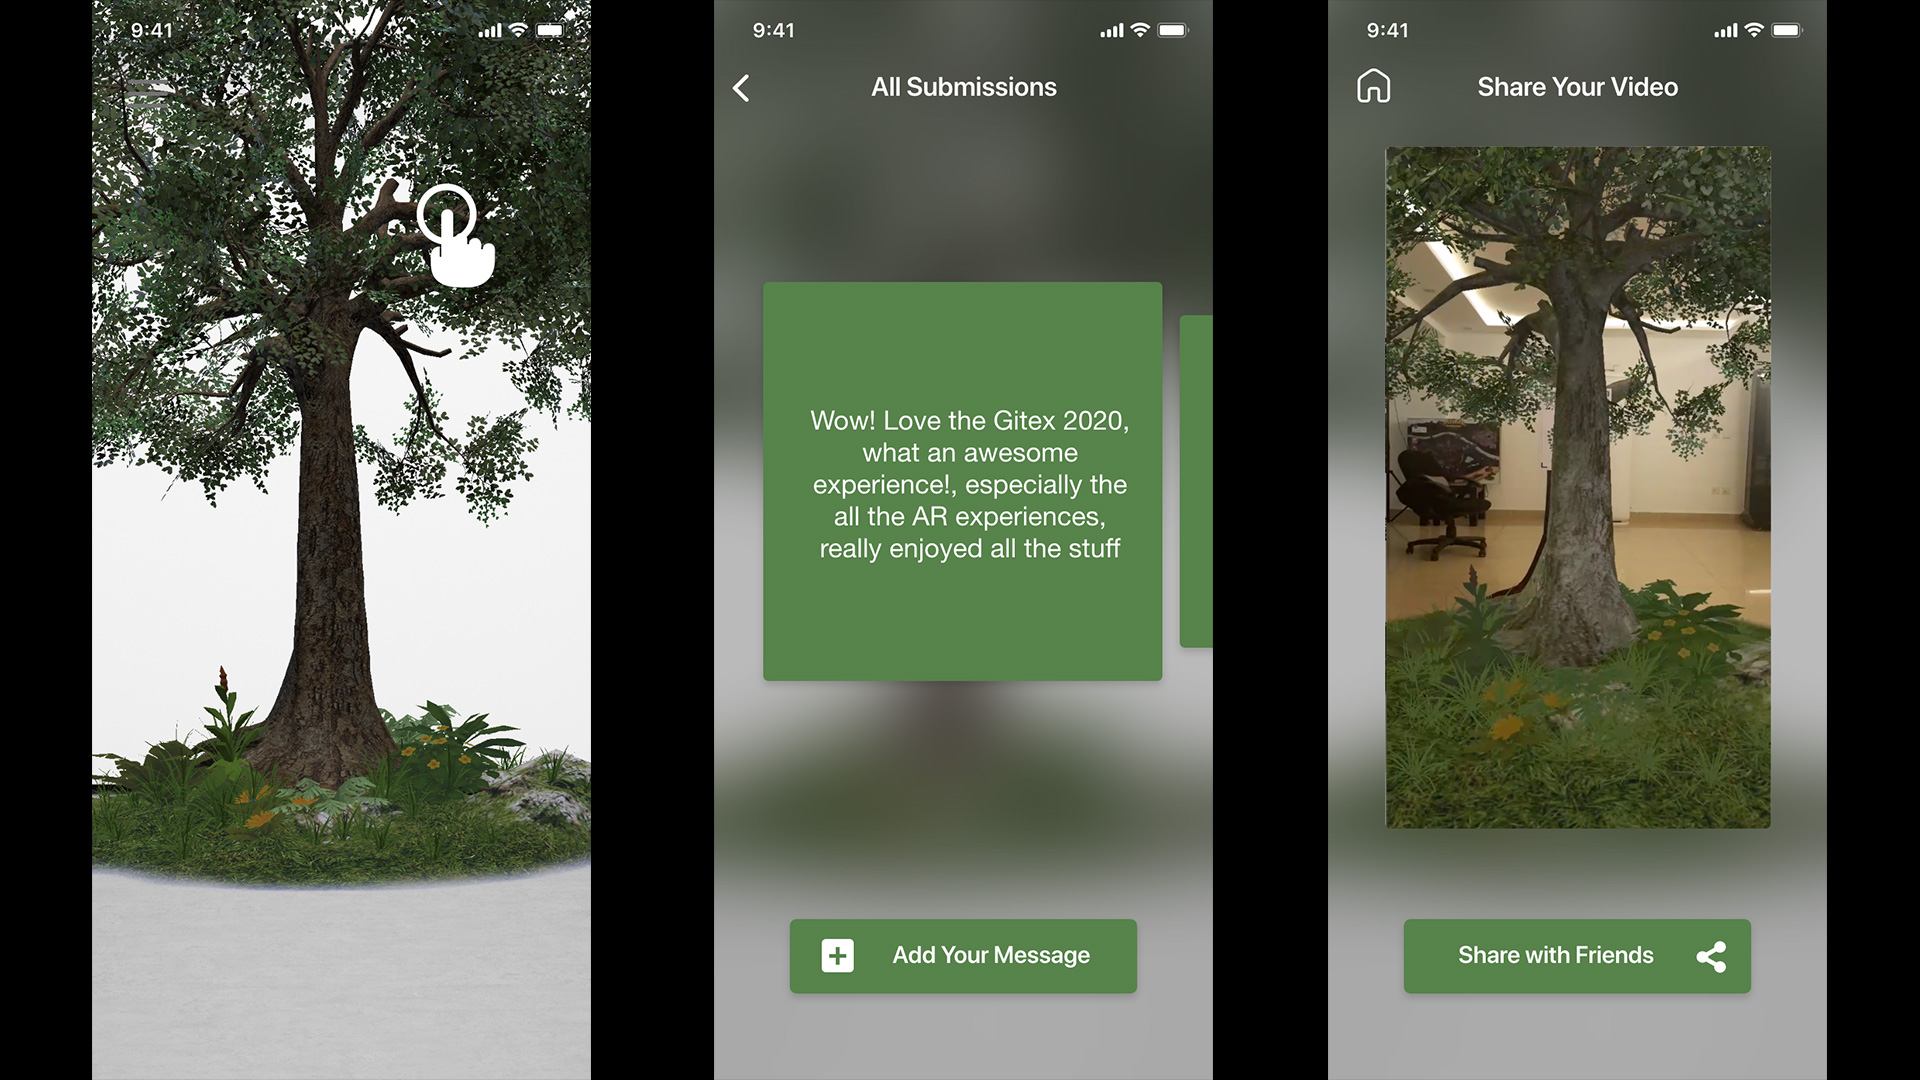 9:41
9:41
All Submissions
Wow! Love the Gitex 2020,
what an awesome
experience!, especially the
all the AR experiences,
really enjoyed all the stuff
Add Your Message
9:41
Share Your Video
Share with Friends